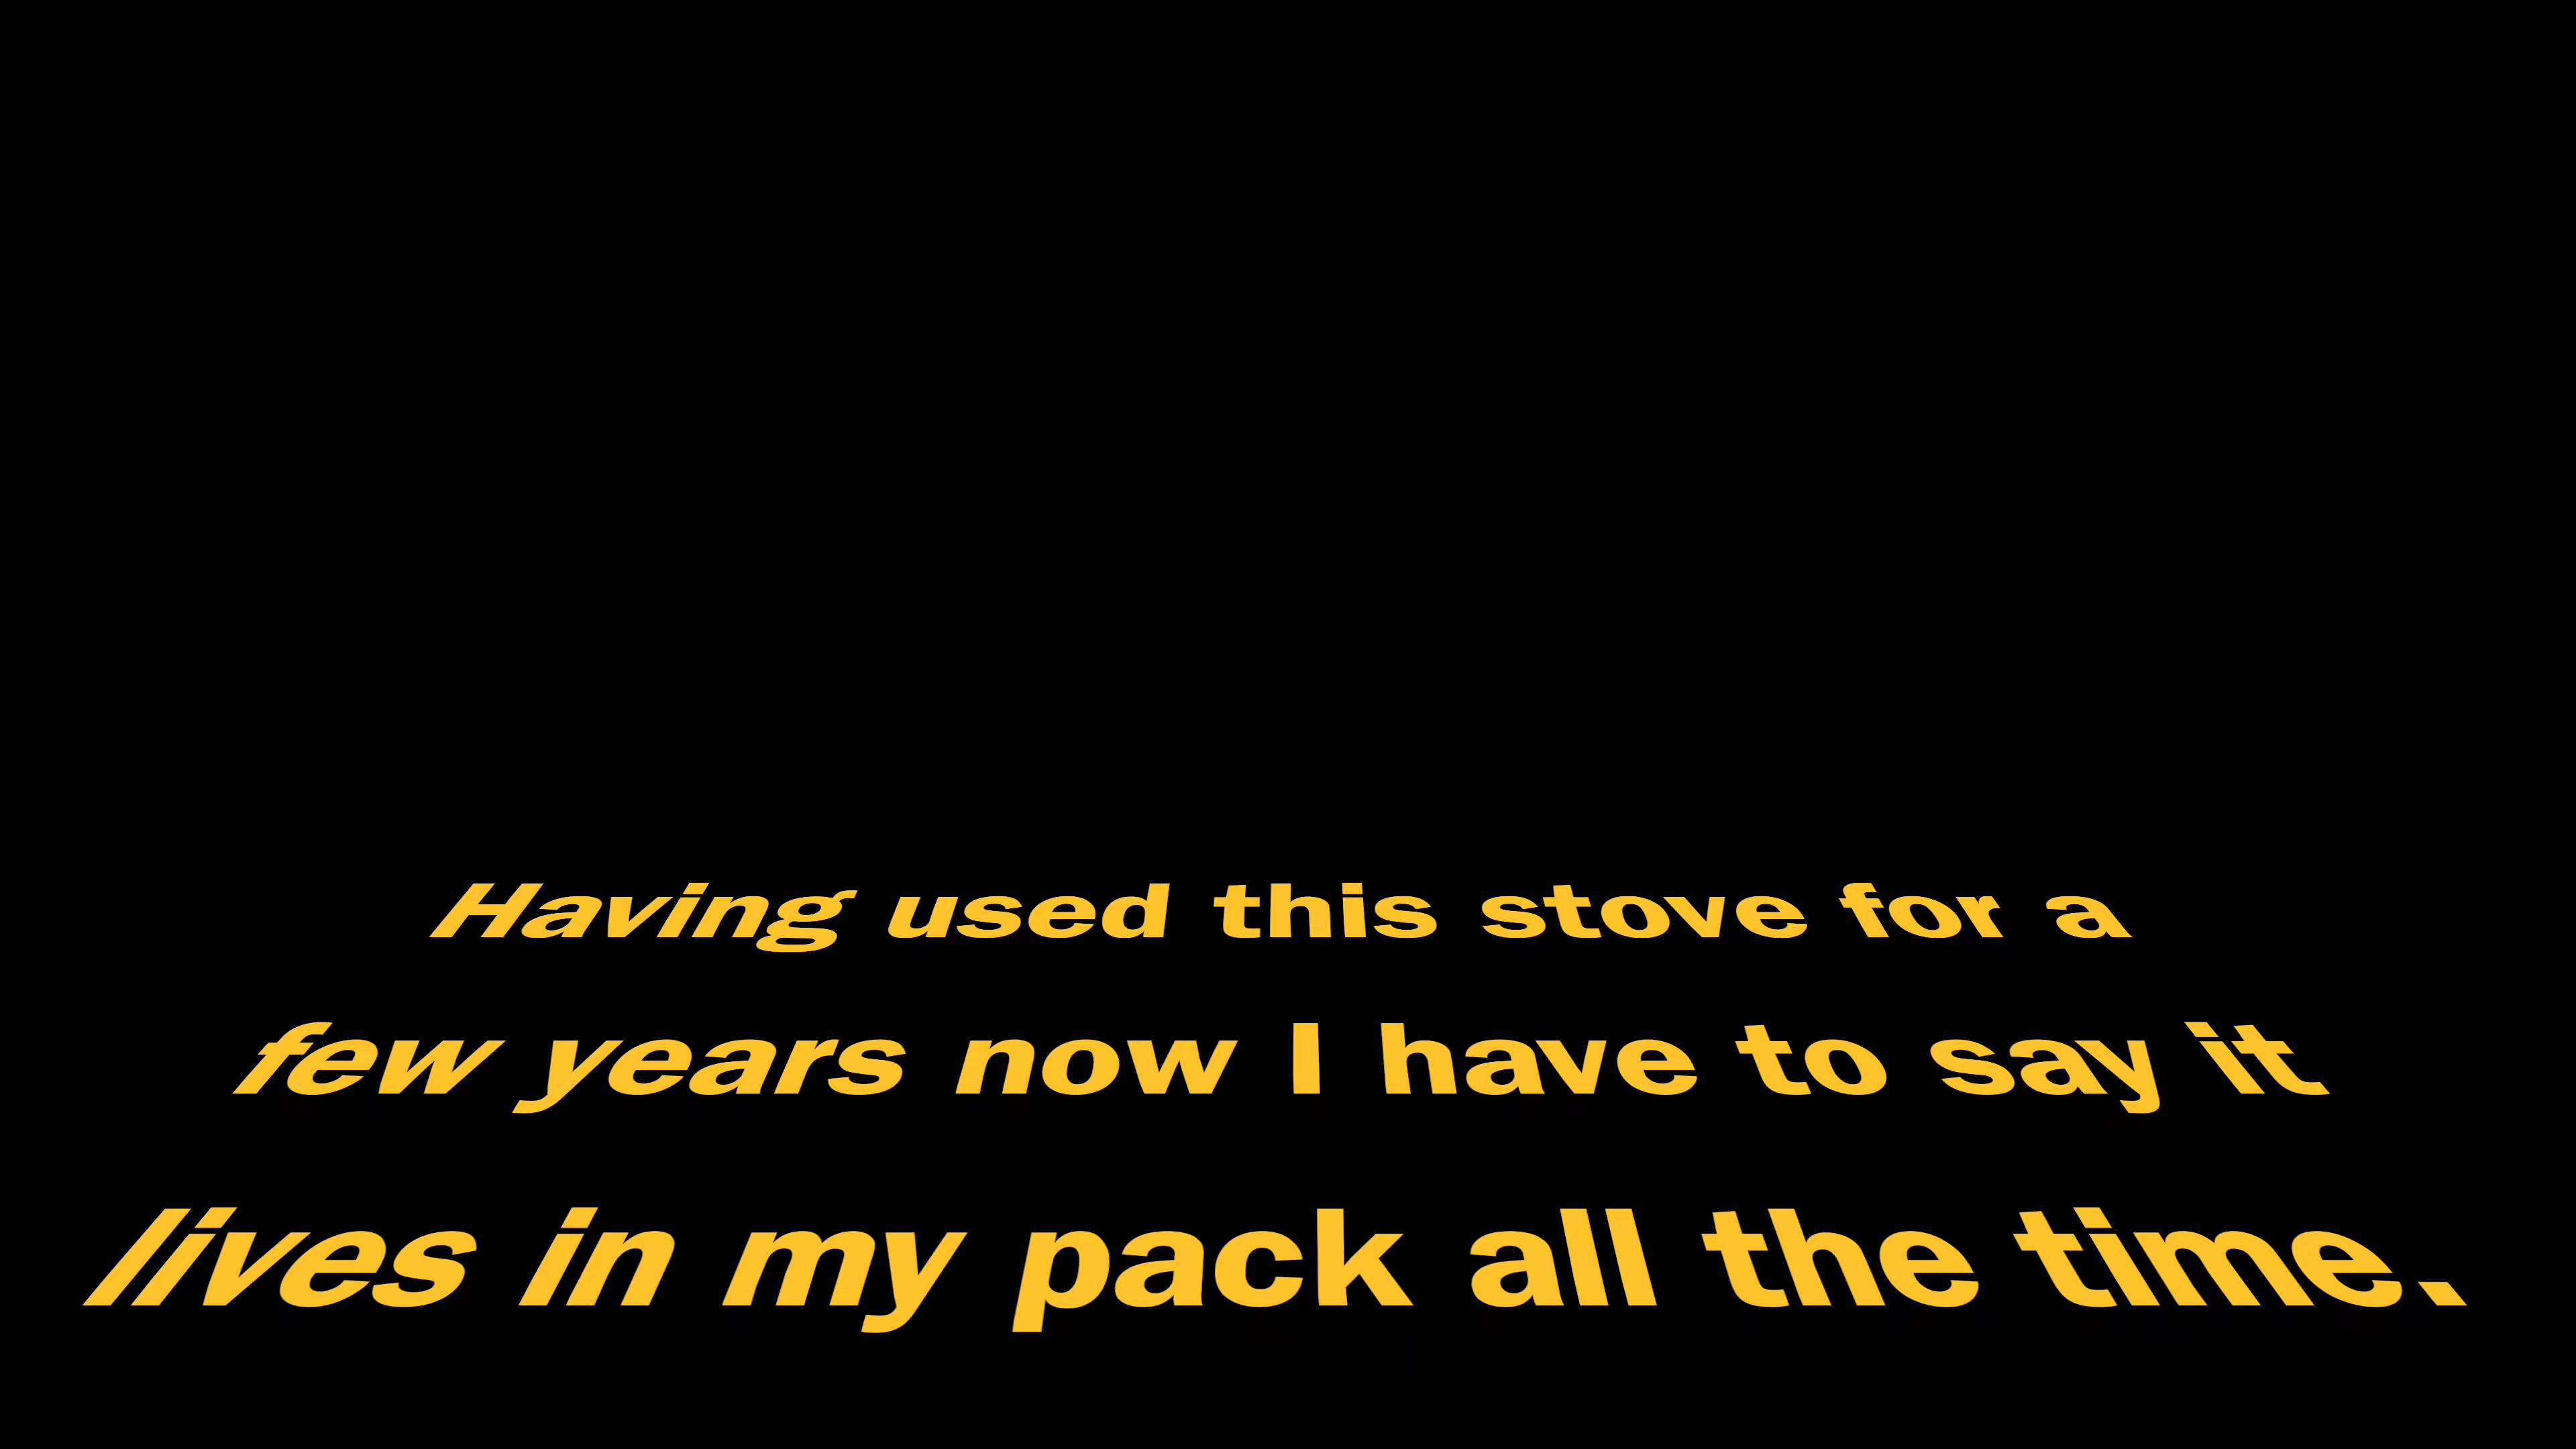 Having used this stove for a
few years now I have to say it
lives in my pack all the time.